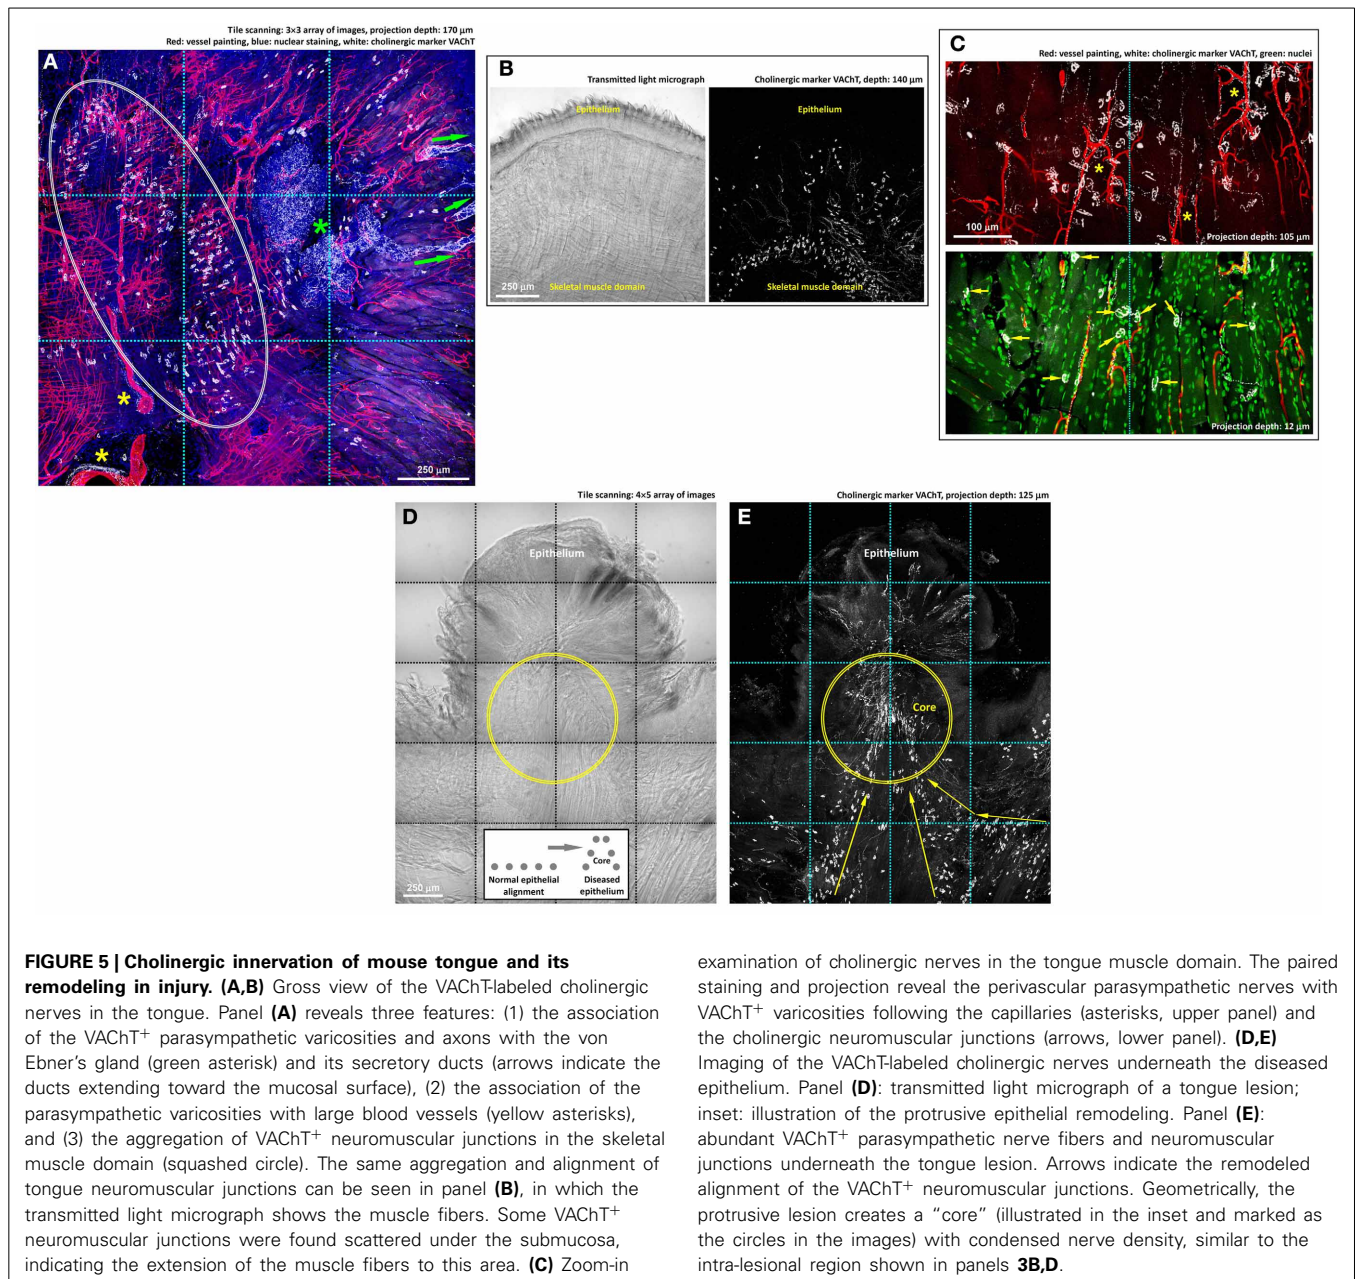 Tile scanning: 3×3 array of images, projection depth: 170 μm
Red: vessel painting, blue: nuclear staining, white: cholinergic marker VAChT
A
*
*
*
250 μm
B
Transmitted light micrograph
Cholinergic marker VAChT, depth: 140 μm
Epithelium
Epithelium
250 μm
Skeletal muscle domain
Skeletal muscle domain
C
Red: vessel painting, white: cholinergic marker VAChT, green: nuclei
*
*
*
100 μm
Projection depth: 105 μm
Projection depth: 12 μm
Tile scanning: 4×5 array of images
D
Epithelium
Core
Normal epithelial
alignment
Diseased
epithelium
250 μm
Cholinergic marker VAChT, projection depth: 125 μm
E
Epithelium
Core
FIGURE 5 | Cholinergic innervation of mouse tongue and its
remodeling in injury. (A,B) Gross view of the VAChT-labeled cholinergic
nerves in the tongue. Panel (A) reveals three features: (1) the association
of the VAChT+ parasympathetic varicosities and axons with the von
Ebner's gland (green asterisk) and its secretory ducts (arrows indicate the
ducts extending toward the mucosal surface), (2) the association of the
parasympathetic varicosities with large blood vessels (yellow asterisks),
and (3) the aggregation of VAChT+ neuromuscular junctions in the skeletal
muscle domain (squashed circle). The same aggregation and alignment of
tongue neuromuscular junctions can be seen in panel (B), in which the
transmitted light micrograph shows the muscle fibers. Some VAChT+
neuromuscular junctions were found scattered under the submucosa,
indicating the extension of the muscle fibers to this area. (C) Zoom-in
examination of cholinergic nerves in the tongue muscle domain. The paired
staining and projection reveal the perivascular parasympathetic nerves with
VAChT+ varicosities following the capillaries (asterisks, upper panel) and
the cholinergic neuromuscular junctions (arrows, lower panel). (D,E)
Imaging of the VAChT-labeled cholinergic nerves underneath the diseased
epithelium. Panel (D): transmitted light micrograph of a tongue lesion;
inset: illustration of the protrusive epithelial remodeling. Panel (E):
abundant VAChT+ parasympathetic nerve fibers and neuromuscular
junctions underneath the tongue lesion. Arrows indicate the remodeled
alignment of the VAChT+ neuromuscular junctions. Geometrically, the
protrusive lesion creates a "core" (illustrated in the inset and marked as
the circles in the images) with condensed nerve density, similar to the
intra-lesional region shown in panels 3B,D.